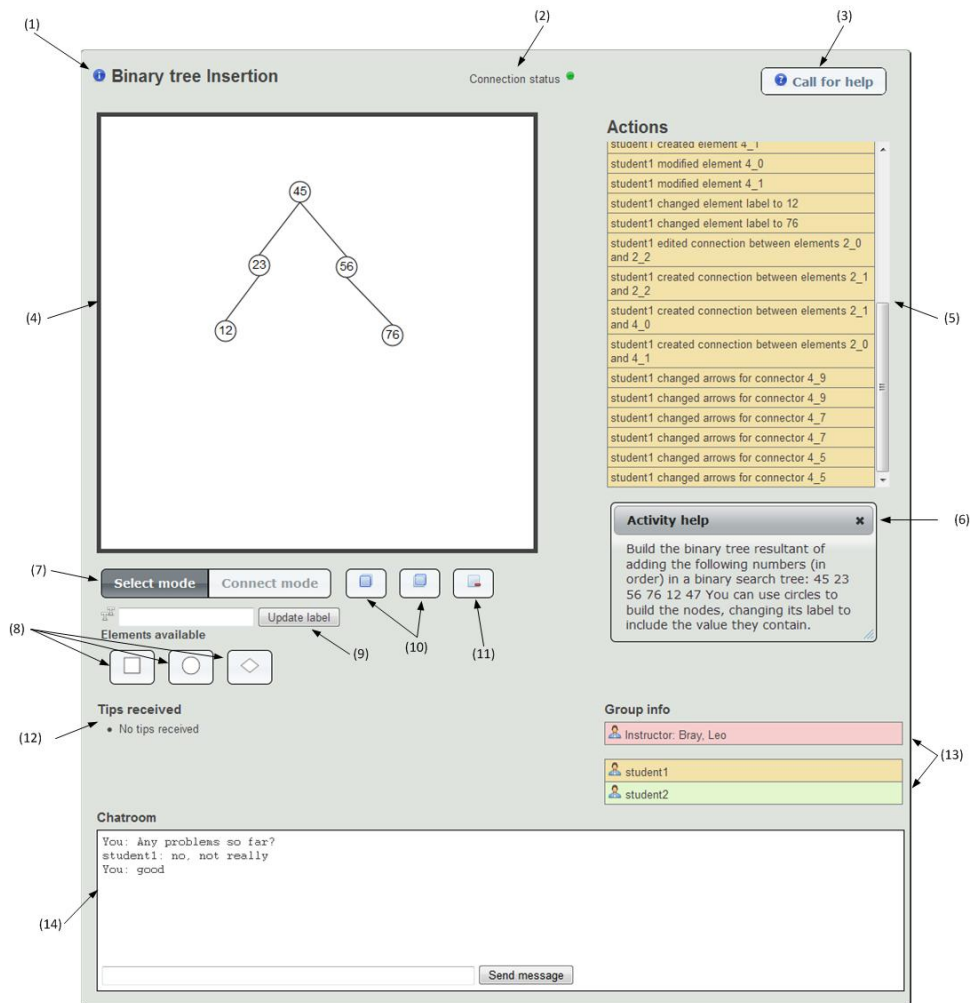 (1)
(2)
(3)
Binary tree Insertion
Connection status
Call for help
45
23
56
12
76
(4)
Actions
student1 created element 4_1
student1 modified element 4_0
student1 modified element 4_1
student1 changed element label to 12
student1 changed element label to 76
student1 edited connection between elements 2_0
and 2_2
student1 created connection between elements 2_1
and 2_2
student1 created connection between elements 2_1
and 4_0
student1 created connection between elements 2_0
and 4_1
student1 changed arrows for connector 4_9
student1 changed arrows for connector 4_9
student1 changed arrows for connector 4_7
student1 changed arrows for connector 4_7
student1 changed arrows for connector 4_5
student1 changed arrows for connector 4_5
(5)
Activity help
(6)
Build the binary tree resultant of
adding the following numbers (in
order) in a binary search tree: 45 23
56 76 12 47 You can use circles to
build the nodes, changing its label to
include the value they contain.
(7)
Select mode
Connect mode
Update label
(8)
Elements available
(9)
(10)
(11)
Tips received
No tips received
(12)
Group info
Instructor: Bray, Leo
student1
student2
(13)
Chatroom
You: Any problems so far?
student1: no, not really
You: good
(14)
Send message